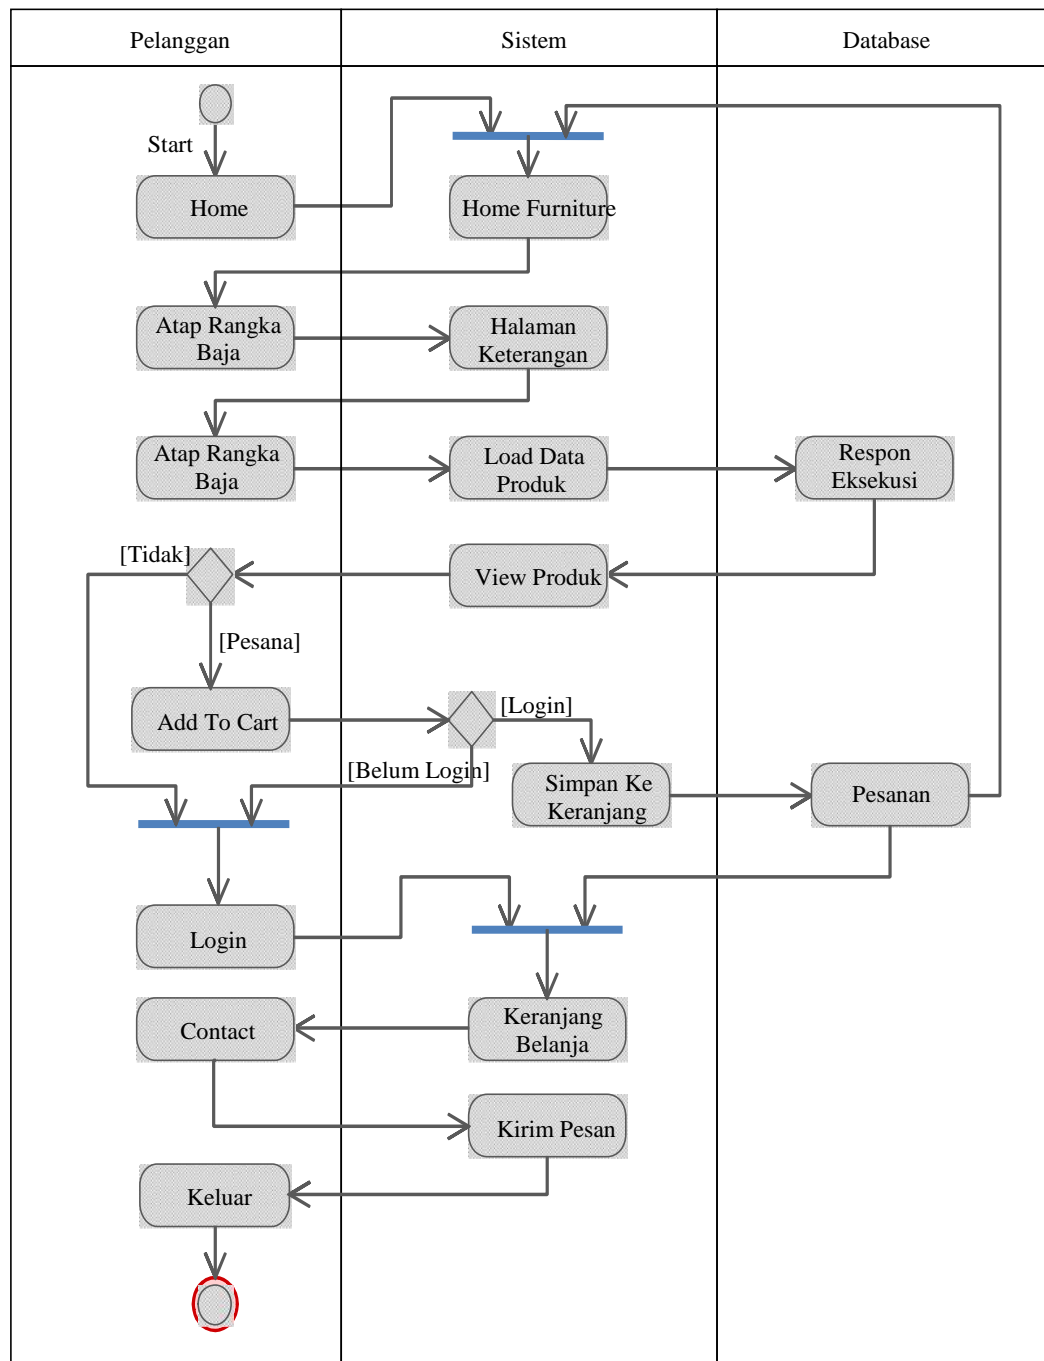 Pelanggan
Sistem
Database
Start
Home
Home Furniture
Atap Rangka
Baja
Halaman
Keterangan
Atap Rangka
Baja
Load Data
Produk
Respon
Eksekusi
[Tidak]
View Produk
[Pesana]
Add To Cart
[Login]
[Belum Login]
Simpan Ke
Keranjang
Pesanan
Login
Contact
Keranjang
Belanja
Kirim Pesan
Keluar